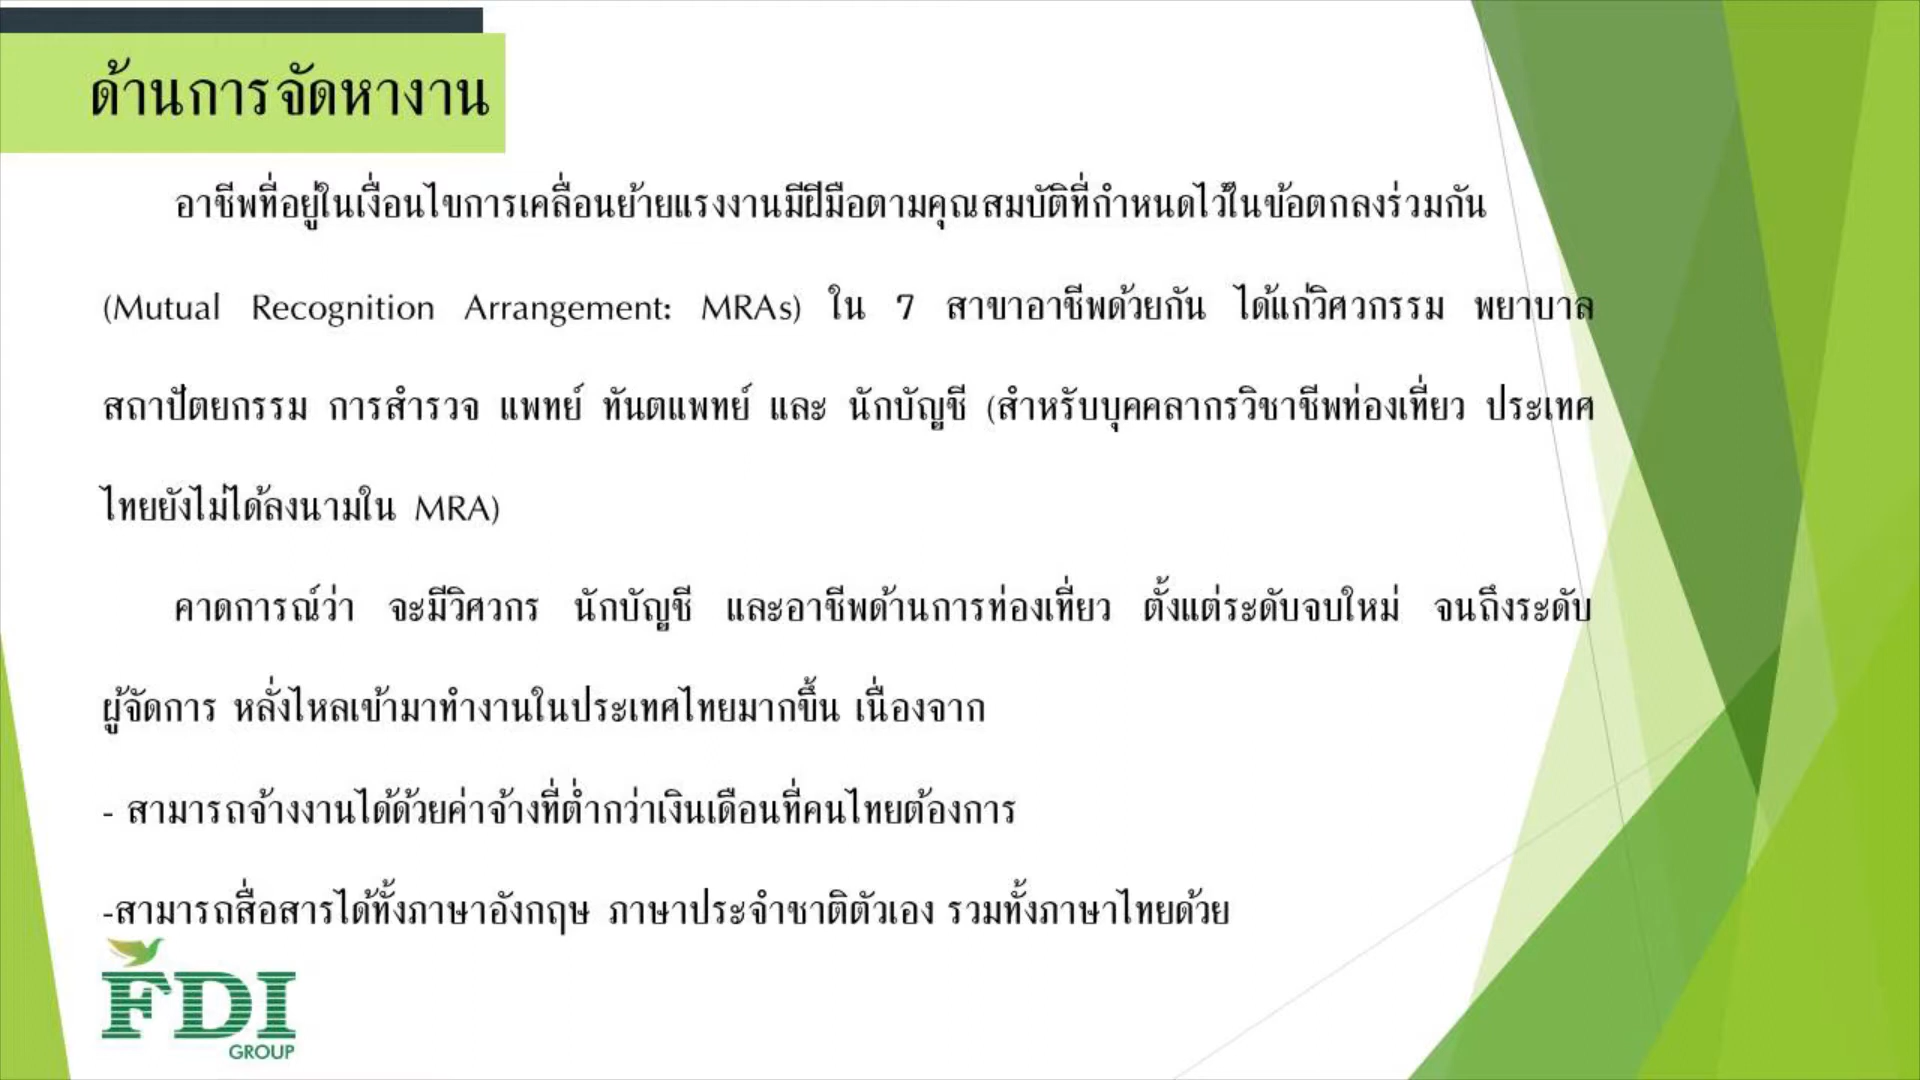 ด้านการจัดหางาน
อาชีพที่อยู่ในเงื่อนไขการเคลื่อนย้ายแรงงานมีฝีมือตามคุณสมบัติที่กำหนดไว้ในข้อตกลงร่วมกัน
(Mutual Recognition Arrangement: MRAs) ใน 7 สาขาอาชีพด้วยกัน ได้แก่วิศวกรรม พยาบาล
สถาปัตยกรรม การสำรวจ แพทย์ ทันตแพทย์ และ นักบัญชี (สำหรับบุคคลากรวิชาชีพท่องเที่ยว ประเทศ
ไทยยังไม่ได้ลงนามใน MRA)
คาดการณ์ว่า จะมีวิศวกร นักบัญชี และอาชีพด้านการท่องเที่ยว ตั้งแต่ระดับจบใหม่ จนถึงระดับ
ผู้จัดการ หลั่งไหลเข้ามาทำงานในประเทศไทยมากขึ้น เนื่องจาก
- สามารถจ้างงานได้ด้วยค่าจ้างที่ต่ำกว่าเงินเดือนที่คนไทยต้องการ
-สามารถสื่อสารได้ทั้งภาษาอังกฤษ ภาษาประจำชาติตัวเอง รวมทั้งภาษาไทยด้วย
FDI
GROUP